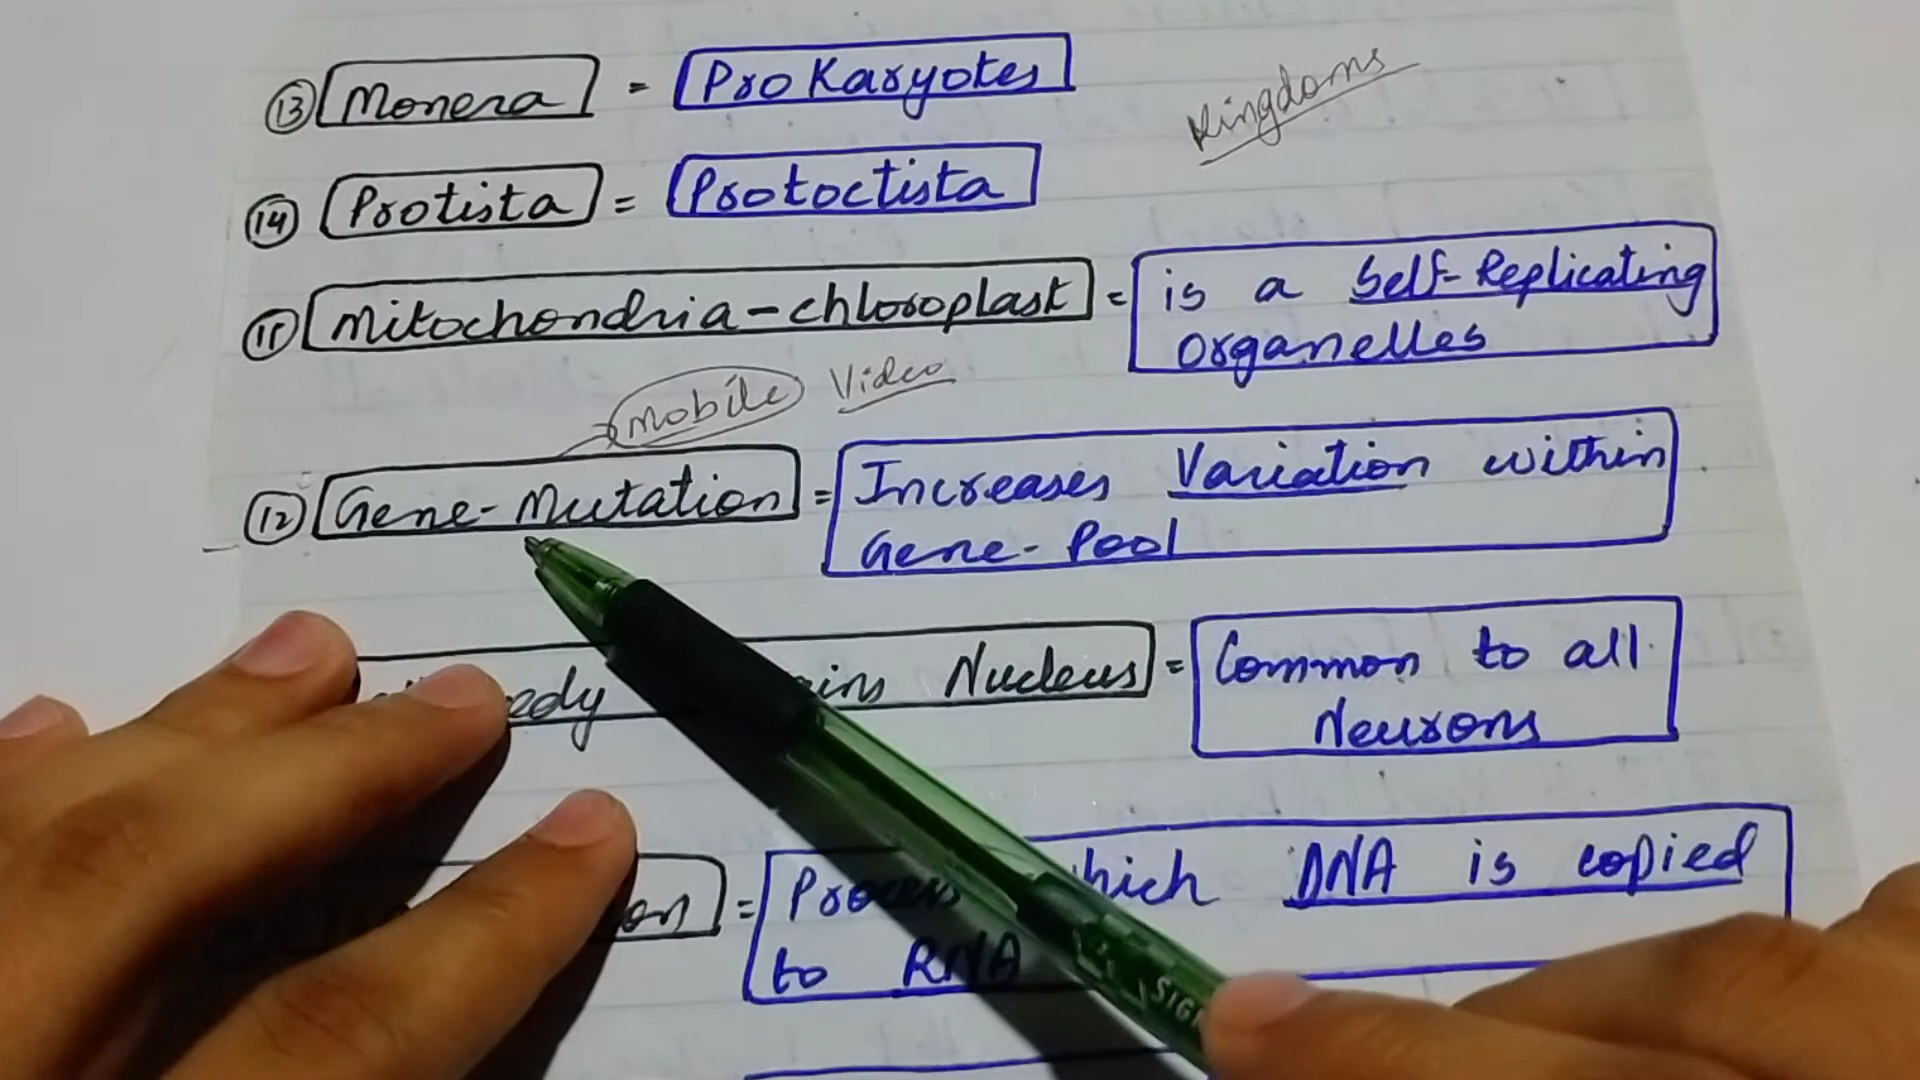 13 Monera = ProKaryotes
Kingdoms
14 Protista = Protoctista
11 Mitochondria - chloroplast = is a Self-Replicating
Organelles
Mobile Video
12 Gene-Mutation = Increases Variation within
Gene-Pool
Nucleus = Common to all
Neurons
= Process which DNA is copied
to RNA